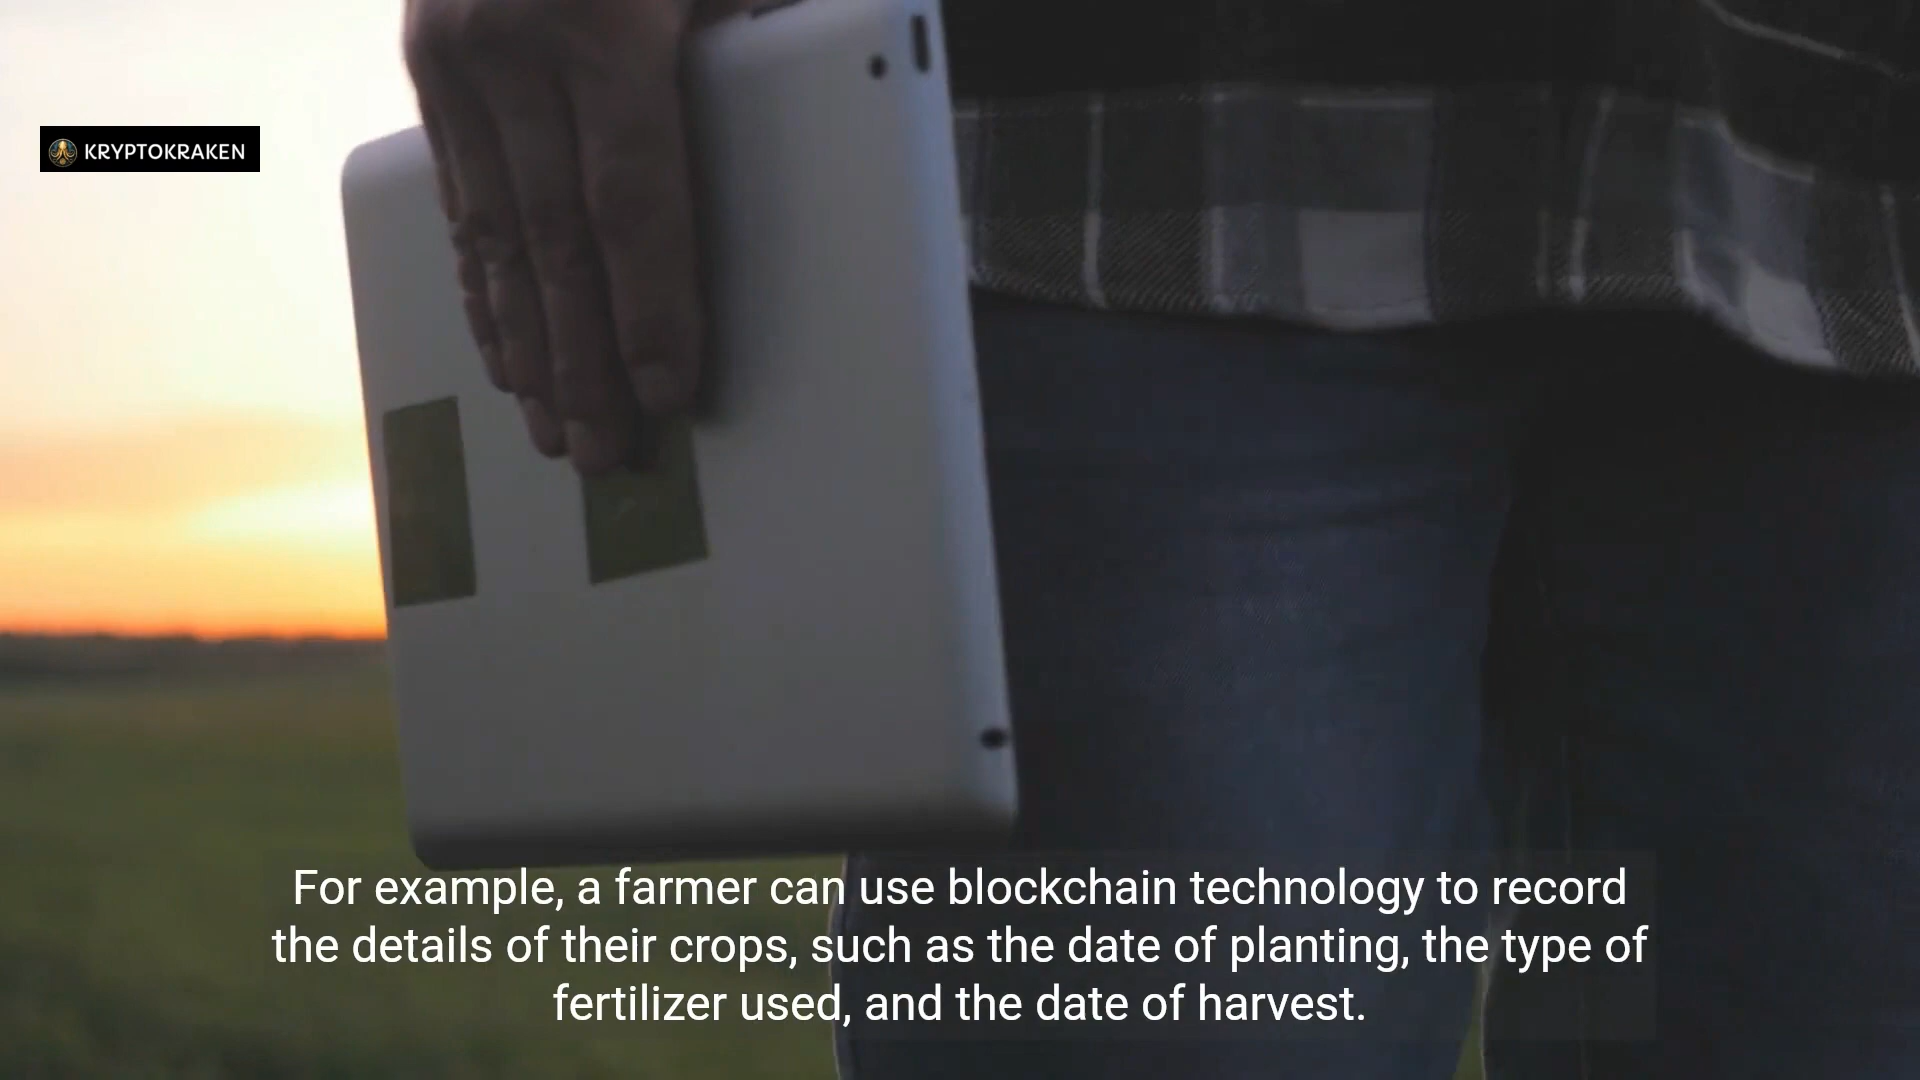 KRYPTOKRAKEN
For example, a farmer can use blockchain technology to record
the details of their crops, such as the date of planting, the type of
fertilizer used, and the date of harvest.